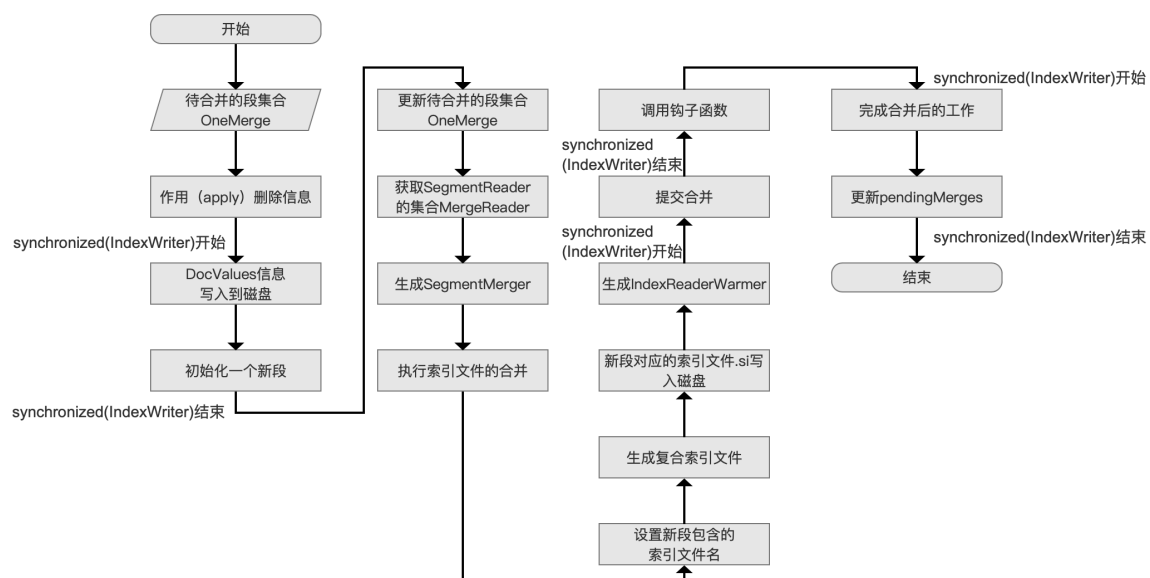 开始
待合并的段集合
OneMerge
作用（apply）删除信息
synchronized(IndexWriter)开始
DocValues信息
写入到磁盘
初始化一个新段
synchronized(IndexWriter)结束
更新待合并的段集合
OneMerge
获取SegmentReader
的集合MergeReader
生成SegmentMerger
执行索引文件的合并
设置新段包含的
索引文件名
生成复合索引文件
新段对应的索引文件.si写
入磁盘
生成IndexReaderWarmer
synchronized
(IndexWriter)开始
提交合并
synchronized
(IndexWriter)结束
调用钩子函数
synchronized(IndexWriter)开始
完成合并后的工作
更新pendingMerges
synchronized(IndexWriter)结束
结束